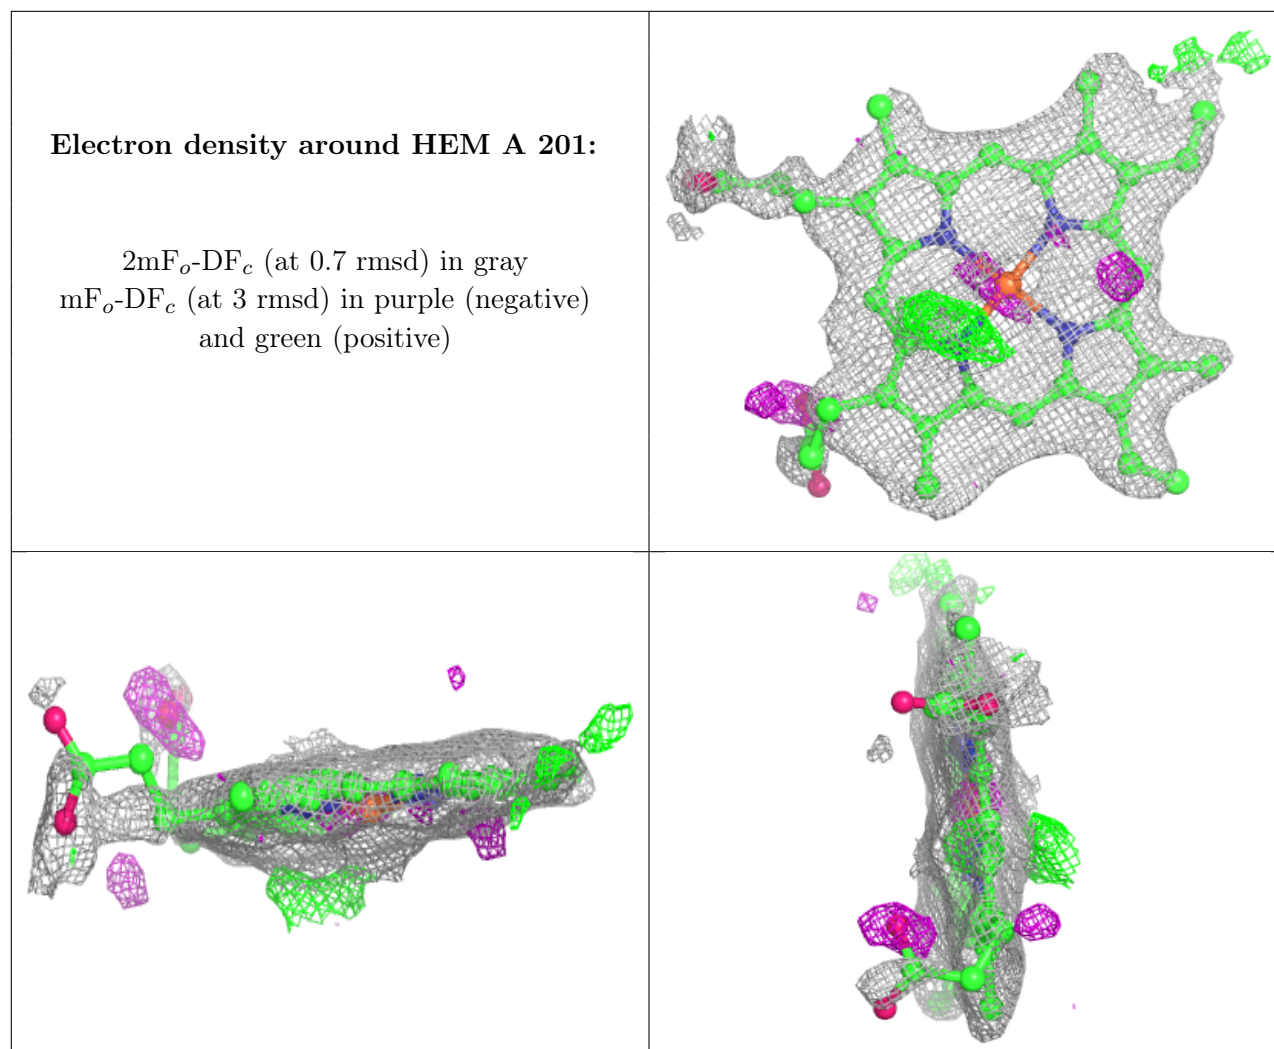 Electron density around HEM A 201:
2mFo-DFc (at 0.7 rmsd) in gray
mFo-DFc (at 3 rmsd) in purple (negative)
and green (positive)